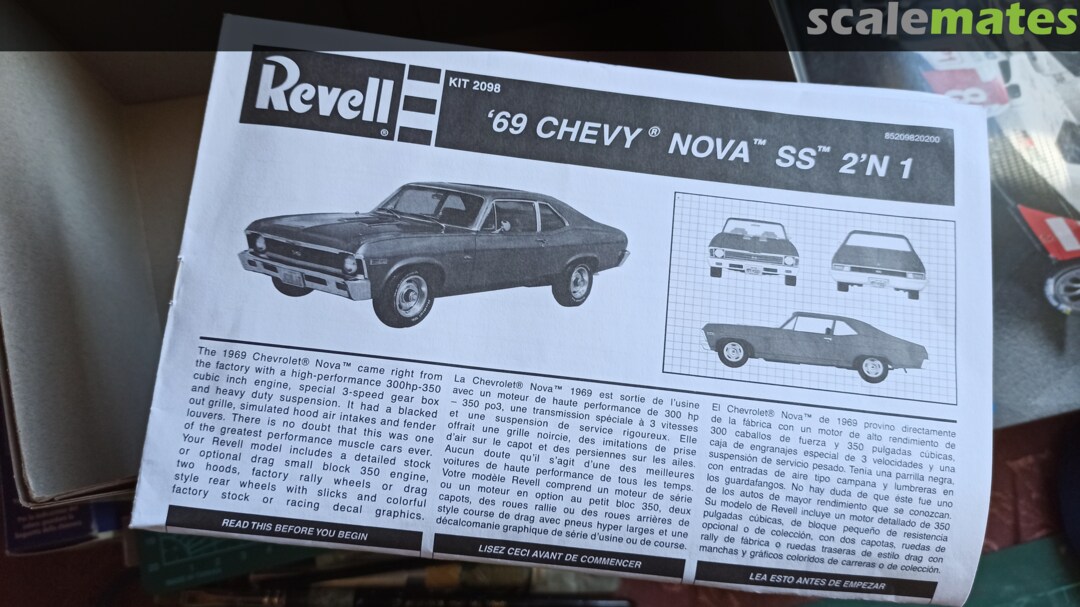 scalemates
Revell®
KIT 2098
'69 CHEVY® NOVA™ SS™ 2'N 1
85209820200
The 1969 Chevrolet® Nova™ came right from
the factory with a high-performance 300hp-350
cubic inch engine, special 3-speed gear box
and heavy duty suspension. It had a blacked
out grille, simulated hood air intakes and fender
louvers. There is no doubt that this was one
of the greatest performance muscle cars ever.
Your Revell model includes a detailed stock
or optional drag small block 350 engine,
two hoods, factory rally wheels or drag
style rear wheels with slicks and colorful
factory stock or racing decal graphics.
READ THIS BEFORE YOU BEGIN
La Chevrolet® Nova™ 1969 est sortie de l'usine
avec un moteur de haute performance de 300 hp
– 350 po3, une transmission spéciale à 3 vitesses
et une suspension de service rigoureux. Elle
offrait une grille noircie, des imitations de prise
d'air sur le capot et des persiennes sur les ailes.
Aucun doute qu'il s'agit d'une des meilleures
voitures de haute performance de tous les temps.
Votre modèle Revell comprend un moteur de série
ou un moteur en option au petit bloc 350, deux
capots, des roues rallie ou des roues arrières de
style course de drag avec pneus hyper larges et une
décalcomanie graphique de série d'usine ou de course.
LISEZ CECI AVANT DE COMMENCER
El Chevrolet® Nova™ de 1969 provino directamente
de la fábrica con un motor de alto rendimiento de
300 caballos de fuerza y 350 pulgadas cúbicas,
caja de engranajes especial de 3 velocidades y una
suspensión de servicio pesado. Tenía una parrilla negra,
con entradas de aire tipo campana y lumbreras en
los guardafangos. No hay duda de que éste fue uno
de los autos de mayor rendimiento que se conozcan.
Su modelo de Revell incluye un motor detallado de 350
pulgadas cúbicas, de bloque pequeño de resistencia
opcional o de colección, con dos capotas, ruedas de
rally de fábrica o ruedas traseras de estilo drag con
manchas y gráficos coloridos de carreras o de colección.
LEA ESTO ANTES DE EMPEZAR